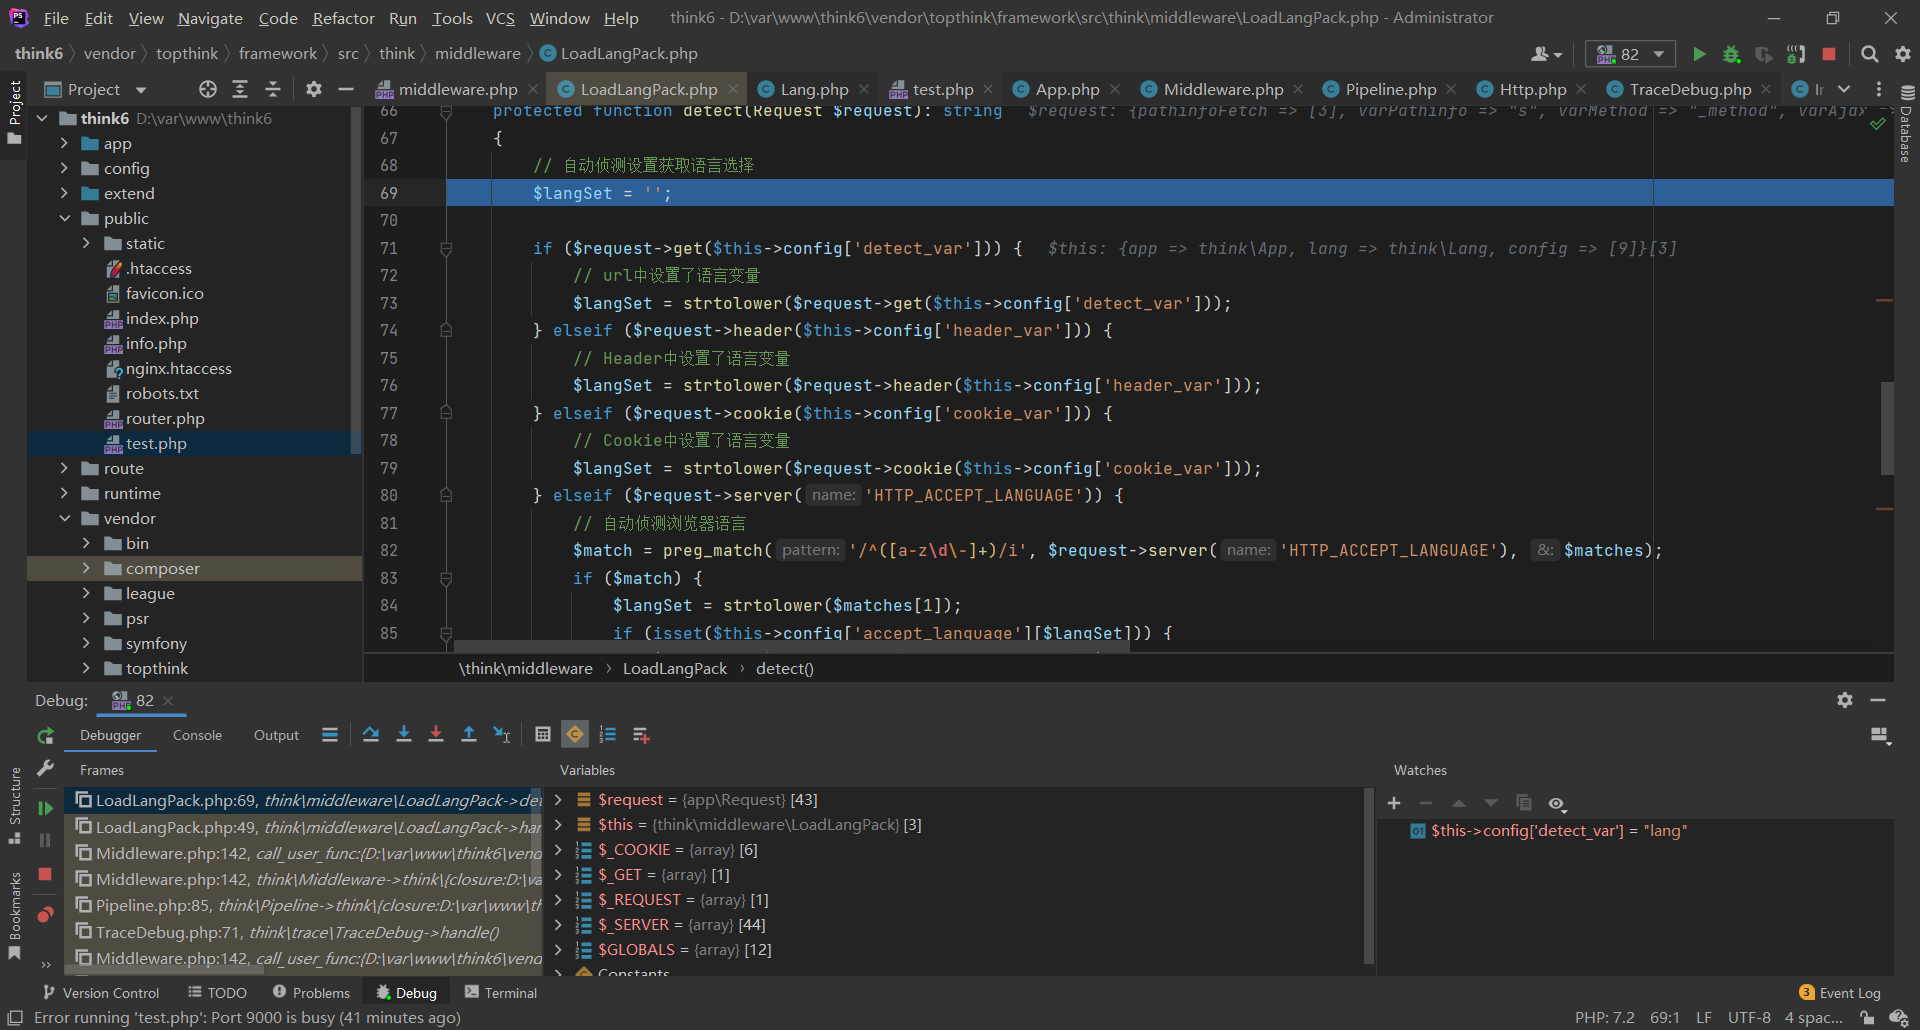 File Edit View Navigate Code Refactor Run Tools VCS Window Help think6 - D:\var\www\think6\vendor\topthink\framework\src\think\middleware\LoadLangPack.php - Administrator
think6 vendor topthink framework src think middleware LoadLangPack.php 82
Project middleware.php LoadLangPack.php Lang.php test.php App.php Middleware.php Pipeline.php Http.php TraceDebug.php
Project
Database
think6 D:\var\www\think6
app
config
extend
public
static
.htaccess
favicon.ico
index.php
info.php
nginx.htaccess
robots.txt
router.php
test.php
route
runtime
vendor
bin
composer
league
psr
symfony
topthink
66 protected function detect(Request $request): string $request: {pathinfoFetch => [3], varPathinfo => "s", varMethod => "_method", varAjax =>
67 {
68 // 自动侦测设置获取语言选择
69 $langSet = '';
70
71 if ($request->get($this->config['detect_var'])) { $this: {app => think\App, lang => think\Lang, config => [9]}[3]
72 // url中设置了语言变量
73 $langSet = strtolower($request->get($this->config['detect_var']));
74 } elseif ($request->header($this->config['header_var'])) {
75 // Header中设置了语言变量
76 $langSet = strtolower($request->header($this->config['header_var']));
77 } elseif ($request->cookie($this->config['cookie_var'])) {
78 // Cookie中设置了语言变量
79 $langSet = strtolower($request->cookie($this->config['cookie_var']));
80 } elseif ($request->server( name: 'HTTP_ACCEPT_LANGUAGE')) {
81 // 自动侦测浏览器语言
82 $match = preg_match( pattern: '/^([a-z\d\-]+)/i', $request->server( name: 'HTTP_ACCEPT_LANGUAGE'), &: $matches);
83 if ($match) {
84 $langSet = strtolower($matches[1]);
85 if (isset($this->config['accept_language'][$langSet])) {
\think\middleware LoadLangPack detect()
Debug: 82
Debugger Console Output
Structure
Bookmarks
Frames
LoadLangPack.php:69, think\middleware\LoadLangPack->det
LoadLangPack.php:49, think\middleware\LoadLangPack->han
Middleware.php:142, call_user_func:{D:\var\www\think6\vend
Middleware.php:142, think\Middleware->think\{closure:D:\va
Pipeline.php:85, think\Pipeline->think\{closure:D:\var\www\th
TraceDebug.php:71, think\trace\TraceDebug->handle()
Middleware.php:142, call_user_func:{D:\var\www\think6\vend
Variables
$request = {app\Request} [43]
$this = {think\middleware\LoadLangPack} [3]
$_COOKIE = {array} [6]
$_GET = {array} [1]
$_REQUEST = {array} [1]
$_SERVER = {array} [44]
$GLOBALS = {array} [12]
Constants
Watches
$this->config['detect_var'] = "lang"
Version Control TODO Problems Debug Terminal 3 Event Log
Error running 'test.php': Port 9000 is busy (41 minutes ago) PHP: 7.2 69:1 LF UTF-8 4 spac...